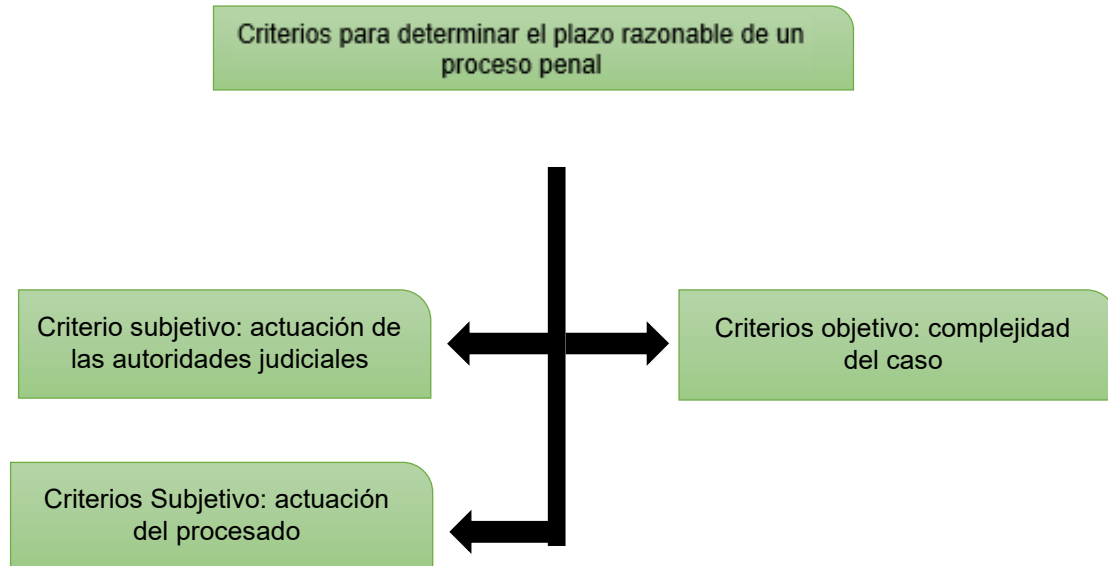 Criterios para determinar el plazo razonable de un
proceso penal
Criterio subjetivo: actuación de
las autoridades judiciales
Criterios objetivo: complejidad
del caso
Criterios Subjetivo: actuación
del procesado